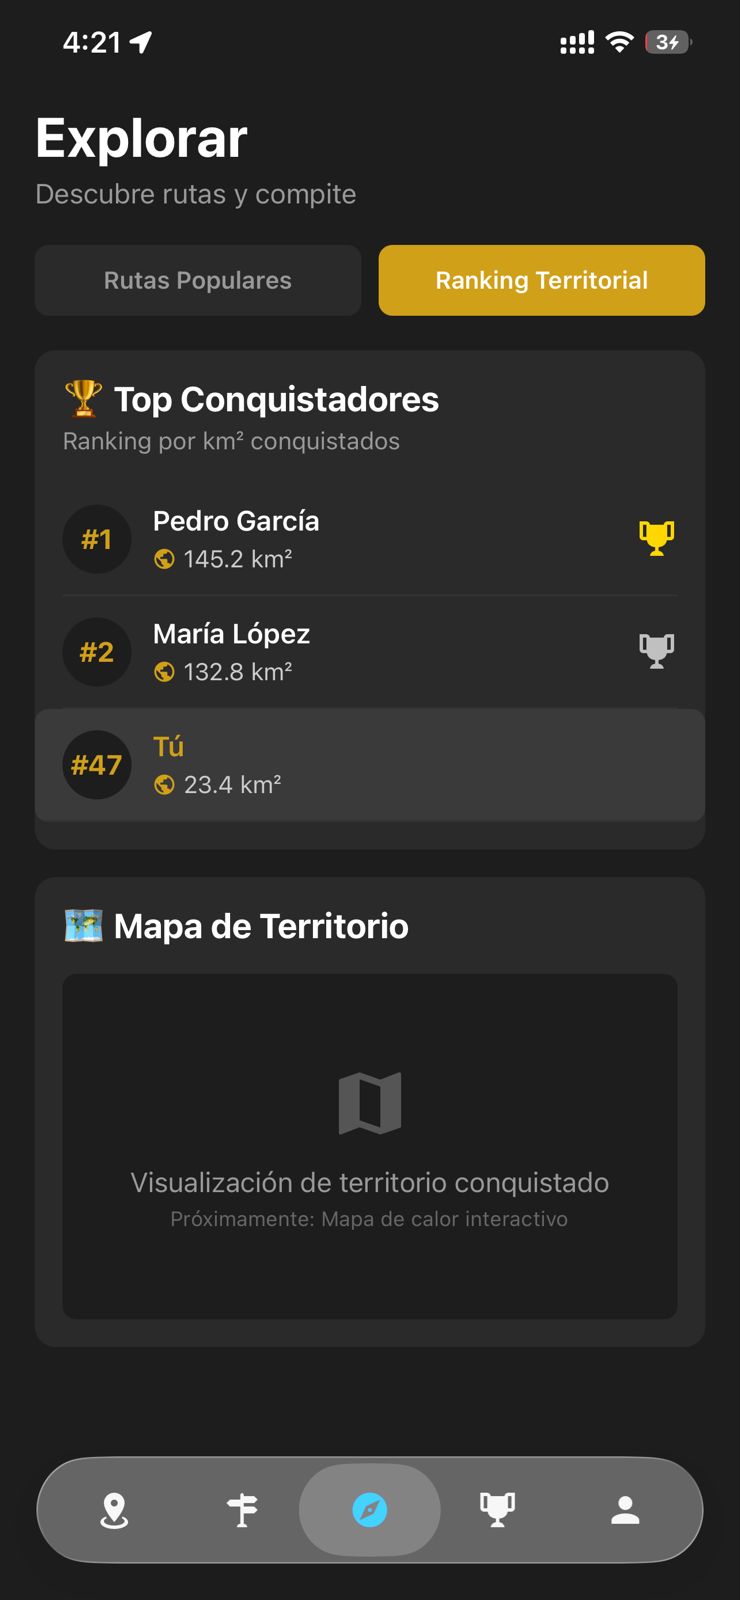 4:21
3
Explorar
Descubre rutas y compite
Rutas Populares
Ranking Territorial
Top Conquistadores
Ranking por km² conquistados
#1
Pedro García
145.2 km²
#2
María López
132.8 km²
#47
Tú
23.4 km²
Mapa de Territorio
Visualización de territorio conquistado
Próximamente: Mapa de calor interactivo